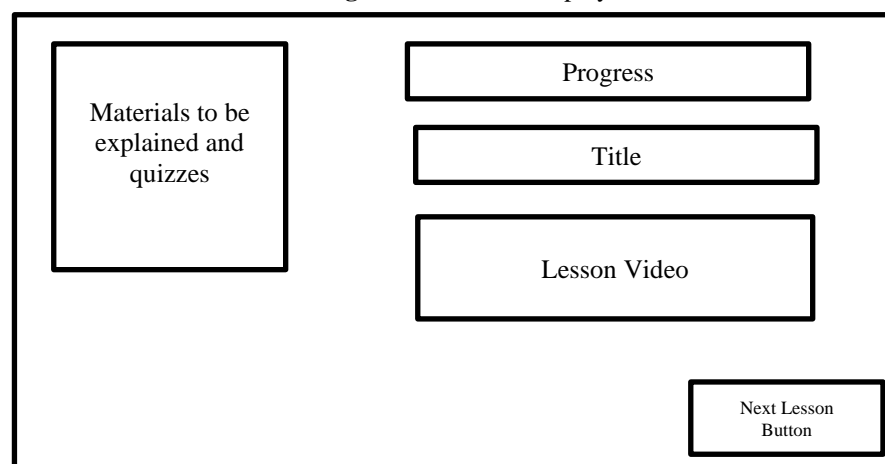 Materials to be
explained and
quizzes
Progress
Title
Lesson Video
Next Lesson
Button